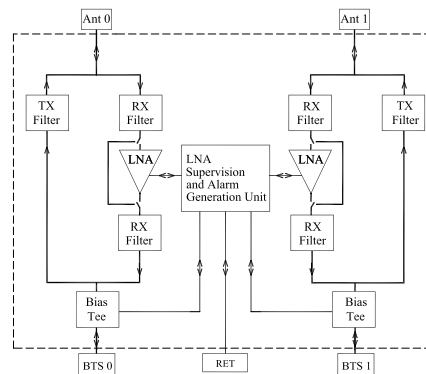 Ant 0
Ant 1
TX
Filter
RX
Filter
RX
Filter
TX
Filter
LNA
LNA
Supervision
and Alarm
Generation Unit
LNA
RX
Filter
RX
Filter
Bias
Tee
Bias
Tee
BTS 0
RET
BTS 1